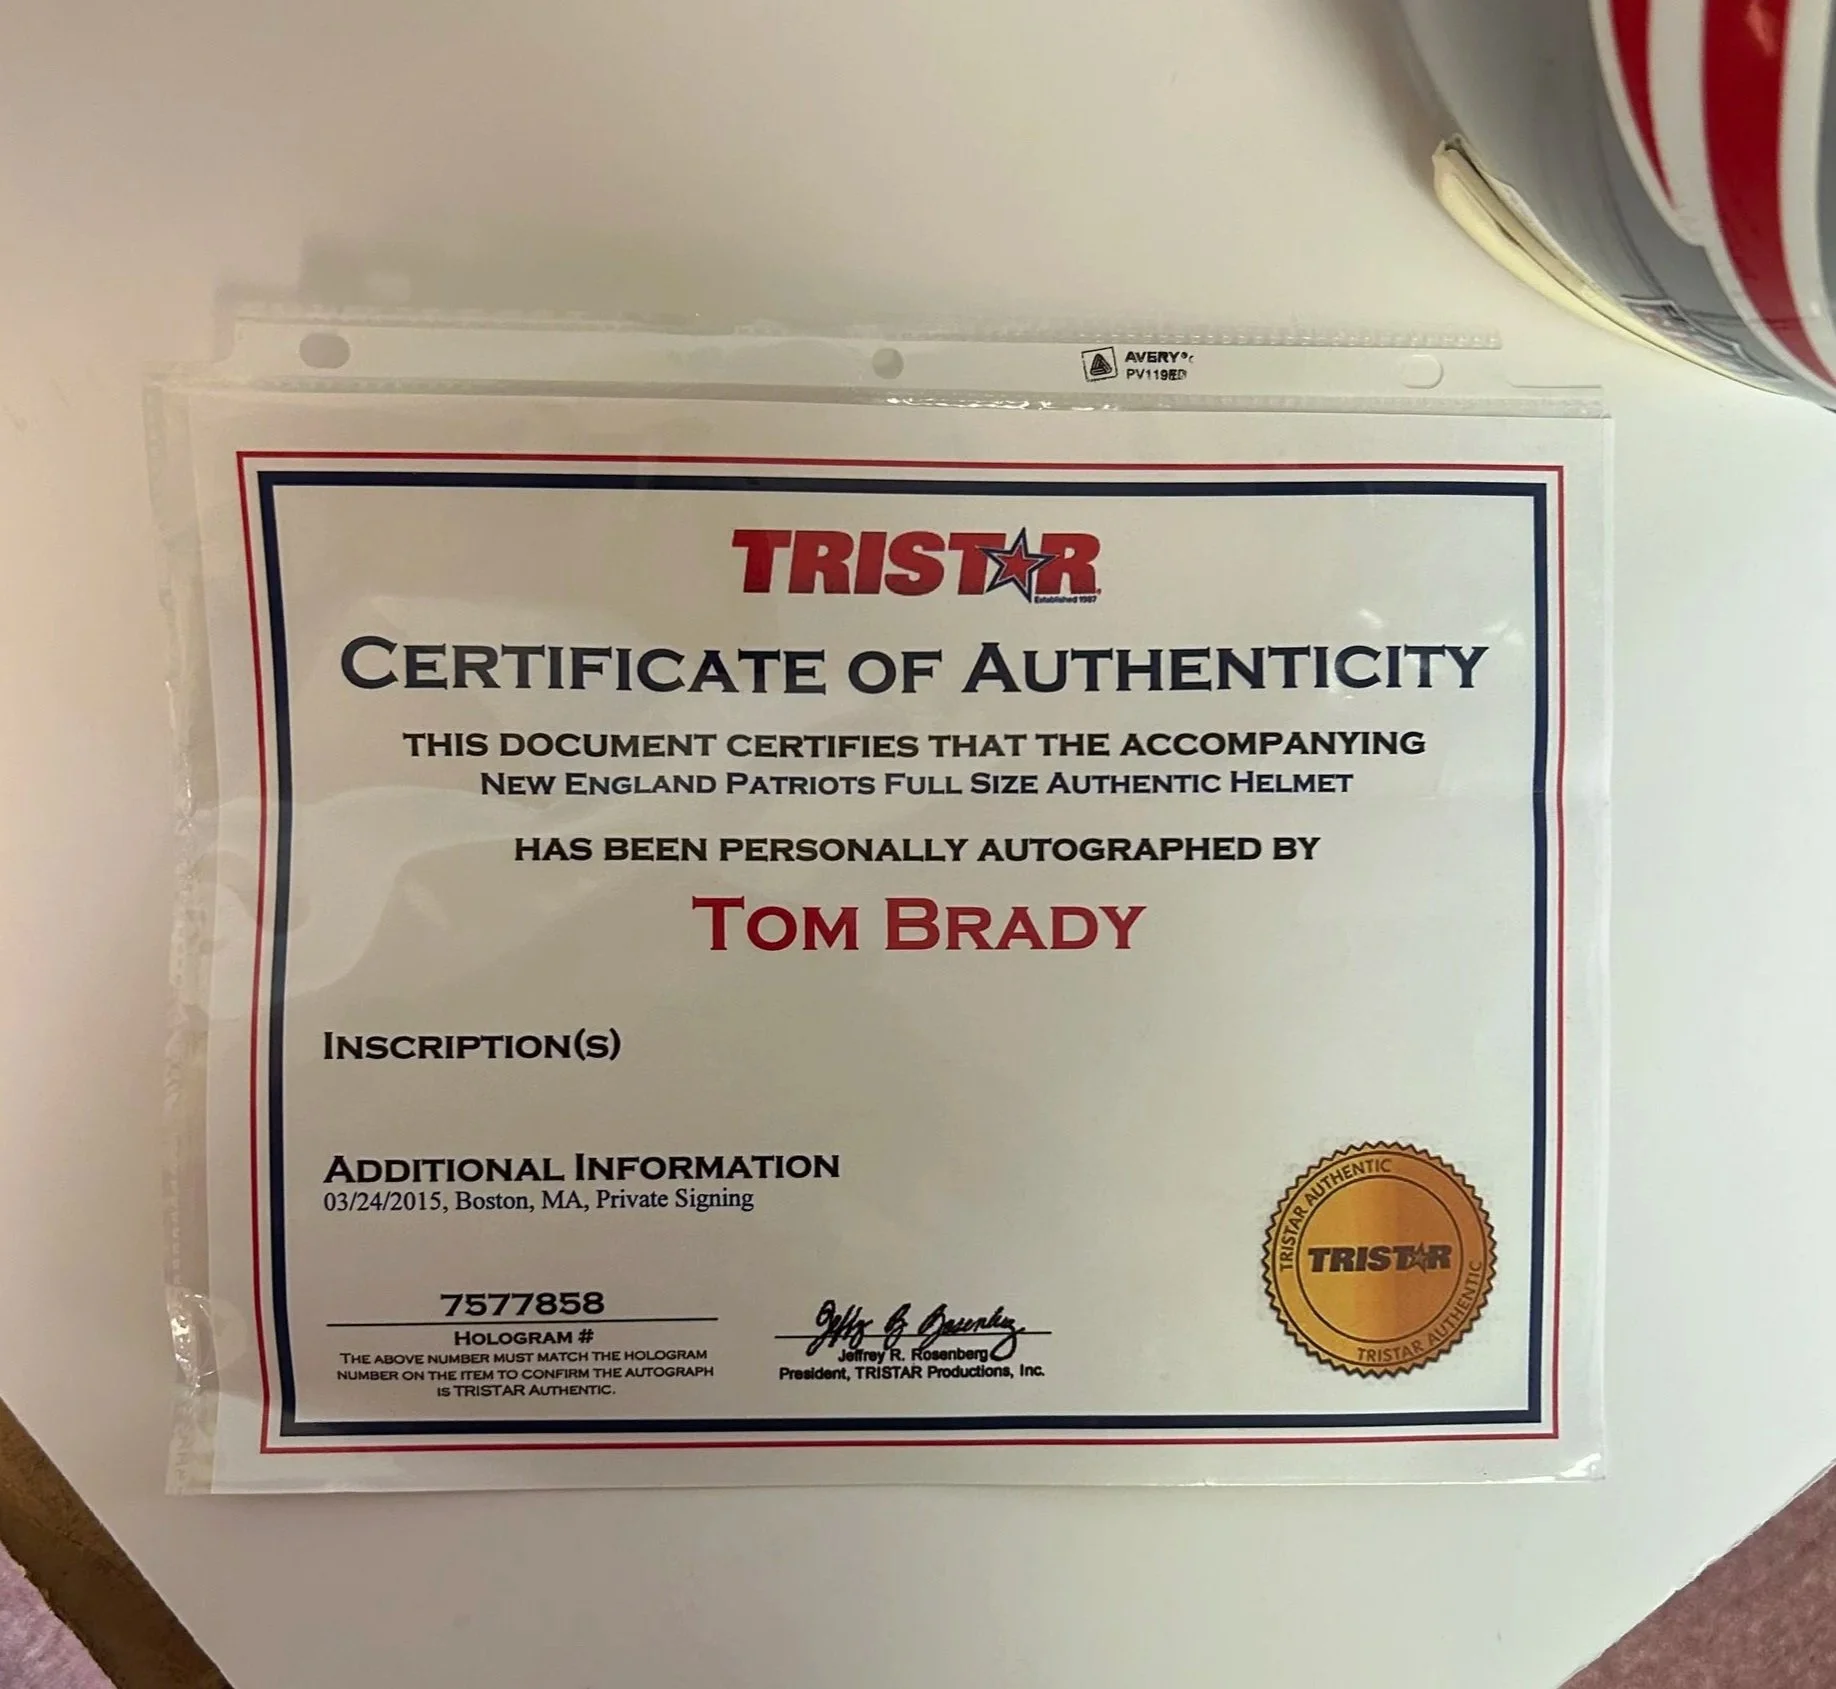 AVERY®
PV119ED
TRISTAR
Established 1987
CERTIFICATE OF AUTHENTICITY
THIS DOCUMENT CERTIFIES THAT THE ACCOMPANYING
NEW ENGLAND PATRIOTS FULL SIZE AUTHENTIC HELMET
HAS BEEN PERSONALLY AUTOGRAPHED BY
TOM BRADY
INSCRIPTION(S)
ADDITIONAL INFORMATION
03/24/2015, Boston, MA, Private Signing
7577858
HOLOGRAM #
THE ABOVE NUMBER MUST MATCH THE HOLOGRAM
NUMBER ON THE ITEM TO CONFIRM THE AUTOGRAPH
IS TRISTAR AUTHENTIC.
Jeffrey R. Rosenberg
Jeffrey R. Rosenberg
President, TRISTAR Productions, Inc.
TRISTAR AUTHENTIC
TRISTAR
TRISTAR AUTHENTIC